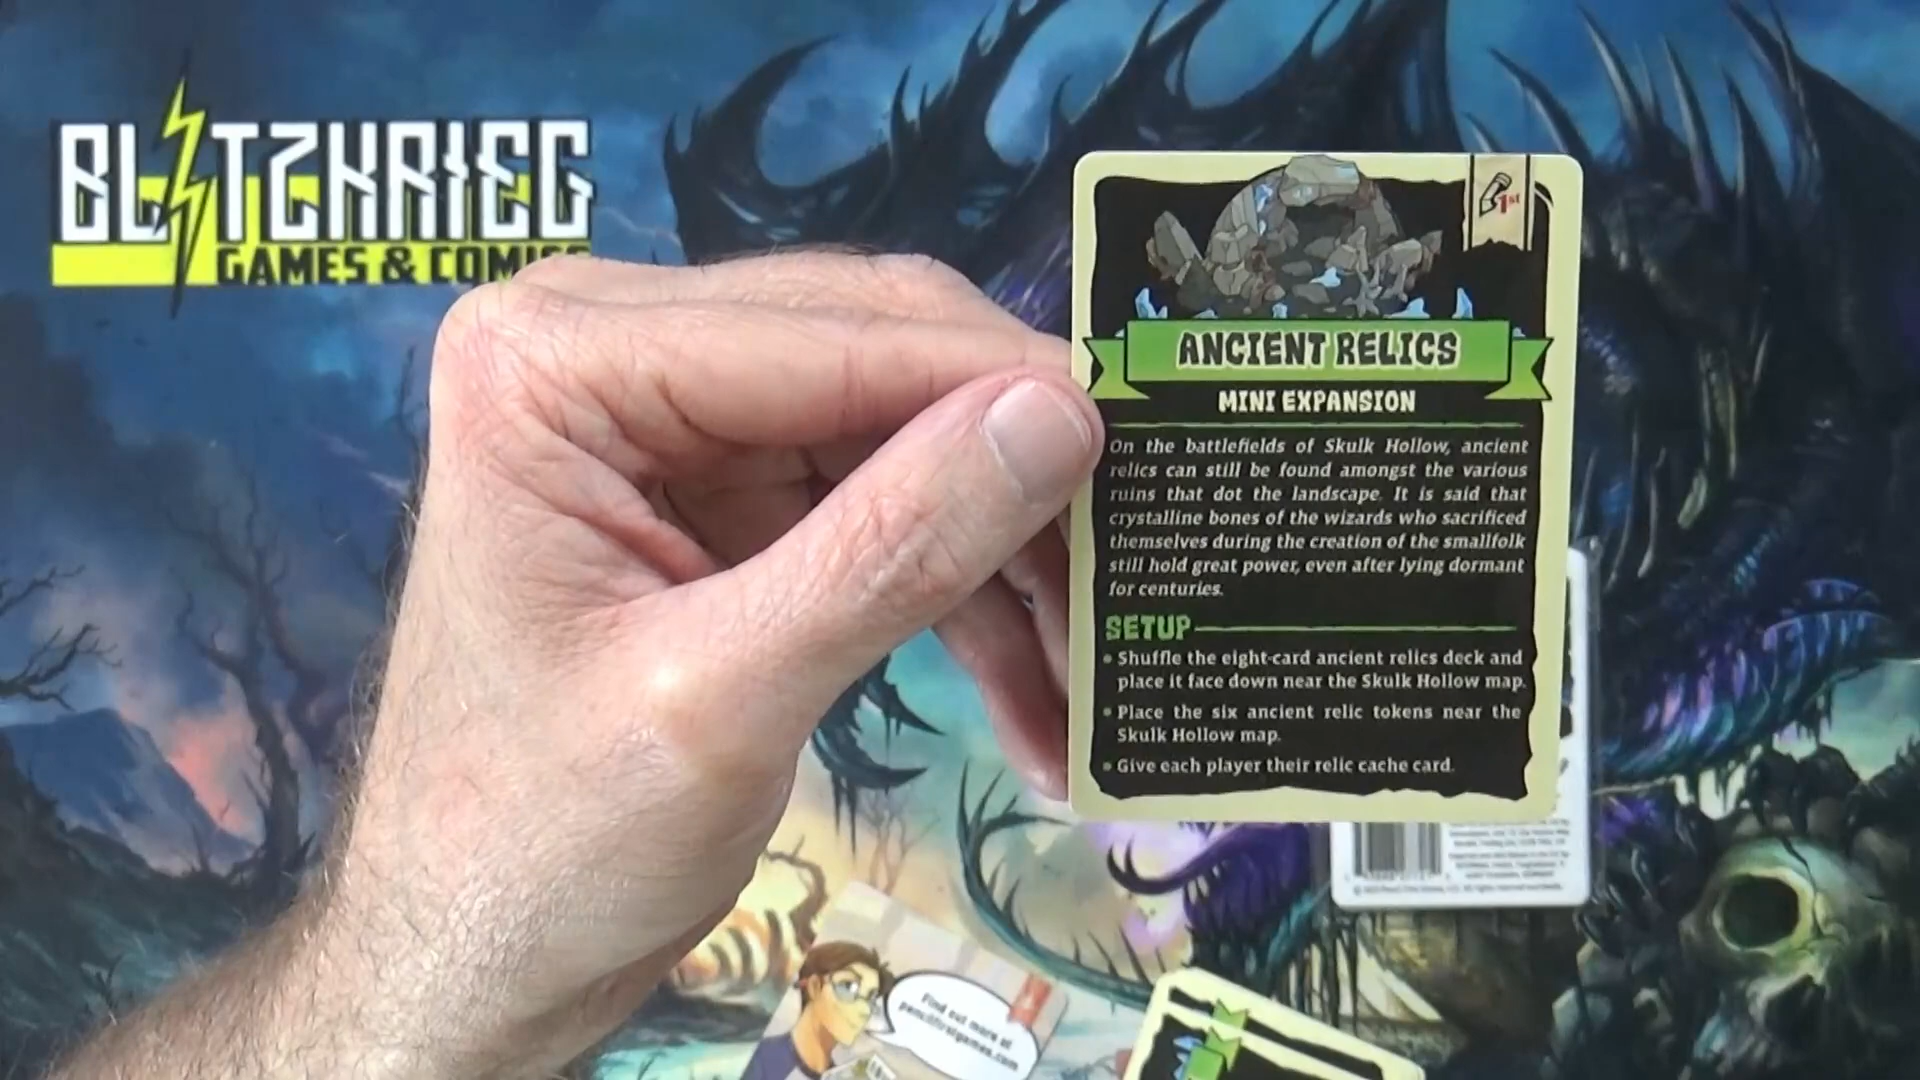 BLITZKRIEG
GAMES & COMICS
1st
ANCIENT RELICS
MINI EXPANSION
On the battlefields of Skulk Hollow, ancient
relics can still be found amongst the various
ruins that dot the landscape. It is said that
crystalline bones of the wizards who sacrificed
themselves during the creation of the smallfolk
still hold great power, even after lying dormant
for centuries.
SETUP
• Shuffle the eight-card ancient relics deck and
place it face down near the Skulk Hollow map.
• Place the six ancient relic tokens near the
Skulk Hollow map.
• Give each player their relic cache card.
Find out more at
pencilfirstgames.com